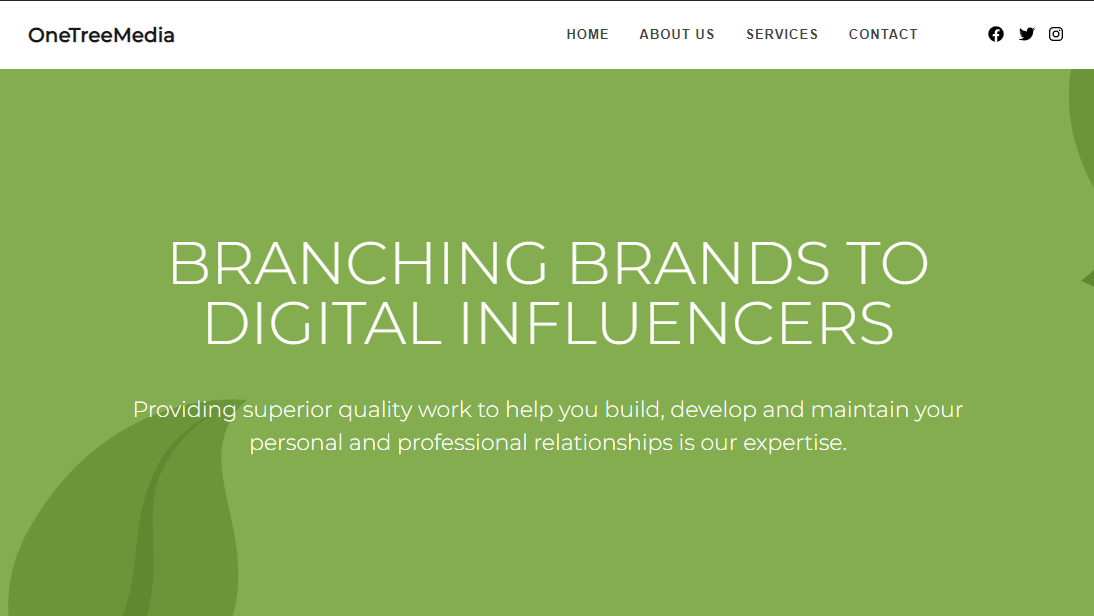 OneTreeMedia
HOME ABOUT US SERVICES CONTACT
BRANCHING BRANDS TO
DIGITAL INFLUENCERS
Providing superior quality work to help you build, develop and maintain your
personal and professional relationships is our expertise.